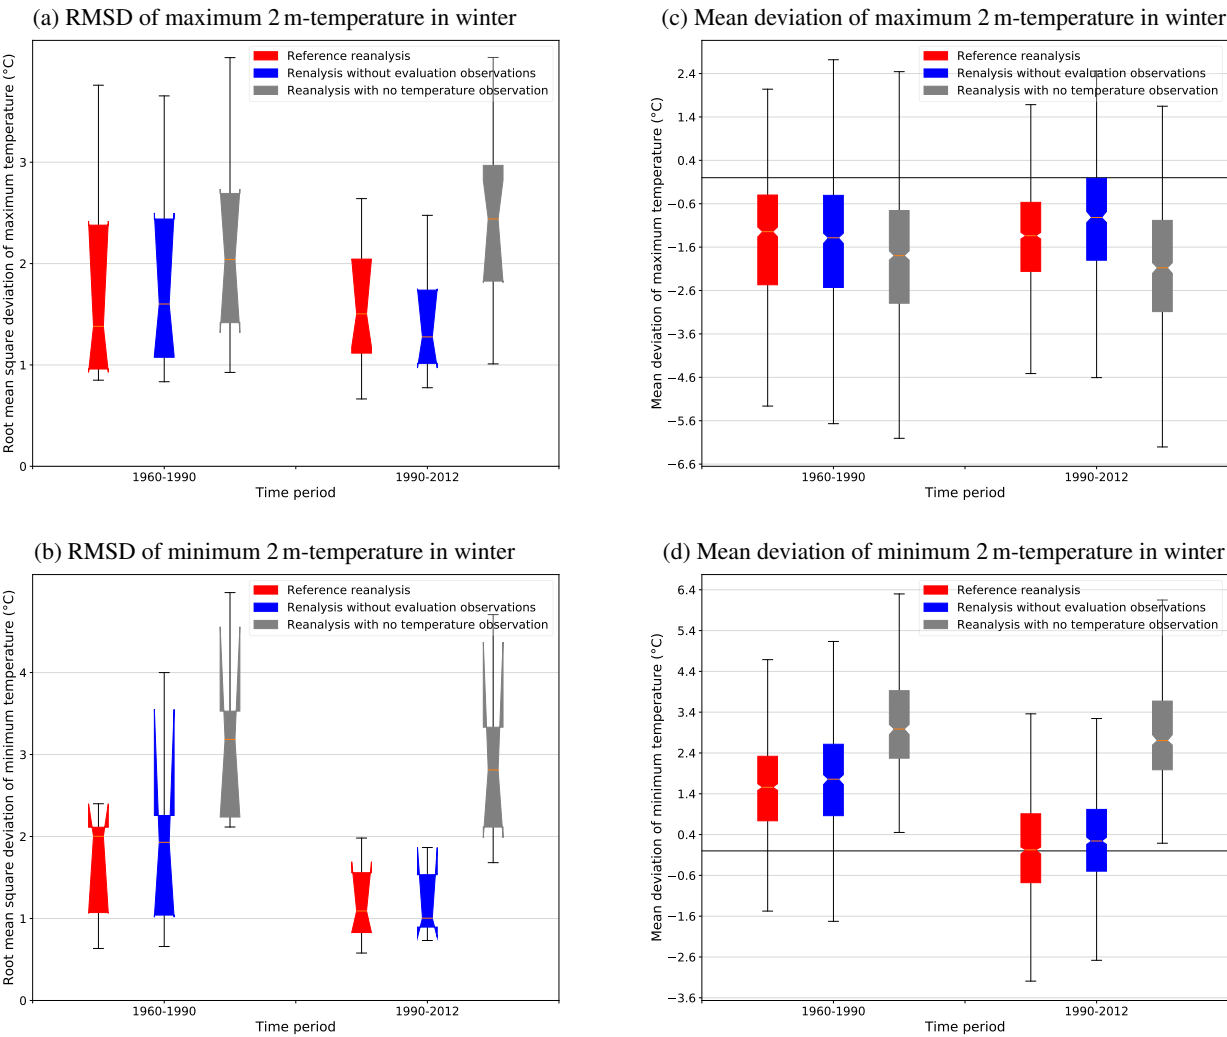 (a) RMSD of maximum 2 m-temperature in winter
Root mean square deviation of maximum temperature (°C)
Reference reanalysis
Renalysis without evaluation observations
Reanalysis with no temperature observation
3
2
1
0
1960-1990
1990-2012
Time period
(c) Mean deviation of maximum 2 m-temperature in winter
Mean deviation of maximum temperature (°C)
Reference reanalysis
Renalysis without evaluation observations
Reanalysis with no temperature observation
2.4
1.4
0.4
−0.6
−1.6
−2.6
−3.6
−4.6
−5.6
−6.6
1960-1990
1990-2012
Time period
(b) RMSD of minimum 2 m-temperature in winter
Root mean square deviation of minimum temperature (°C)
Reference reanalysis
Renalysis without evaluation observations
Reanalysis with no temperature observation
4
3
2
1
0
1960-1990
1990-2012
Time period
(d) Mean deviation of minimum 2 m-temperature in winter
Mean deviation of minimum temperature (°C)
Reference reanalysis
Renalysis without evaluation observations
Reanalysis with no temperature observation
6.4
5.4
4.4
3.4
2.4
1.4
0.4
−0.6
−1.6
−2.6
−3.6
1960-1990
1990-2012
Time period